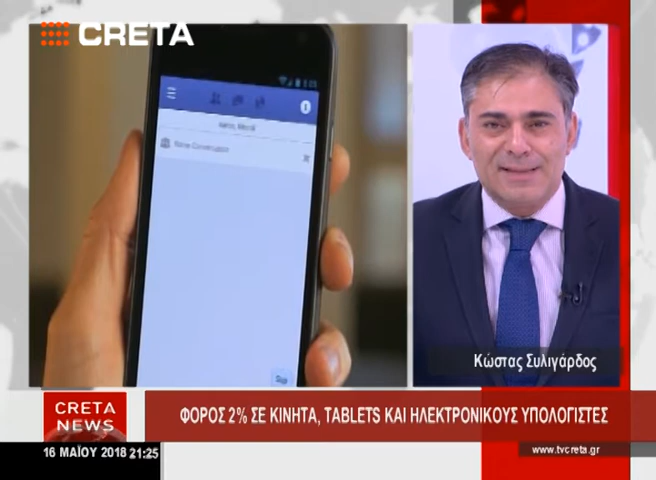 CRETA
Κώστας Συλιγάρδος
CRETA
NEWS
ΦΟΡΟΣ 2% ΣΕ ΚΙΝΗΤΑ, TABLETS ΚΑΙ ΗΛΕΚΤΡΟΝΙΚΟΥΣ ΥΠΟΛΟΓΙΣΤΕΣ
16 ΜΑΪΟΥ 2018 21:25
www.tvcreta.gr